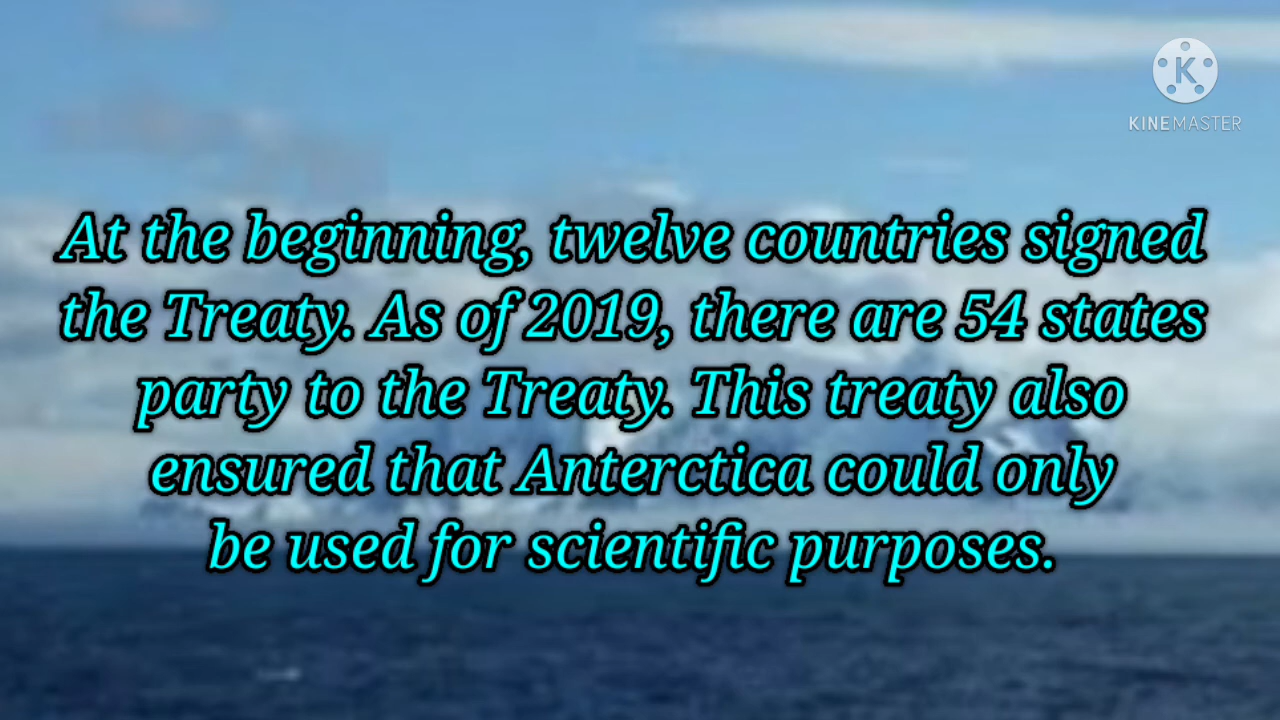 KINEMASTER
At the beginning, twelve countries signed
the Treaty. As of 2019, there are 54 states
party to the Treaty. This treaty also
ensured that Anterctica could only
be used for scientific purposes.